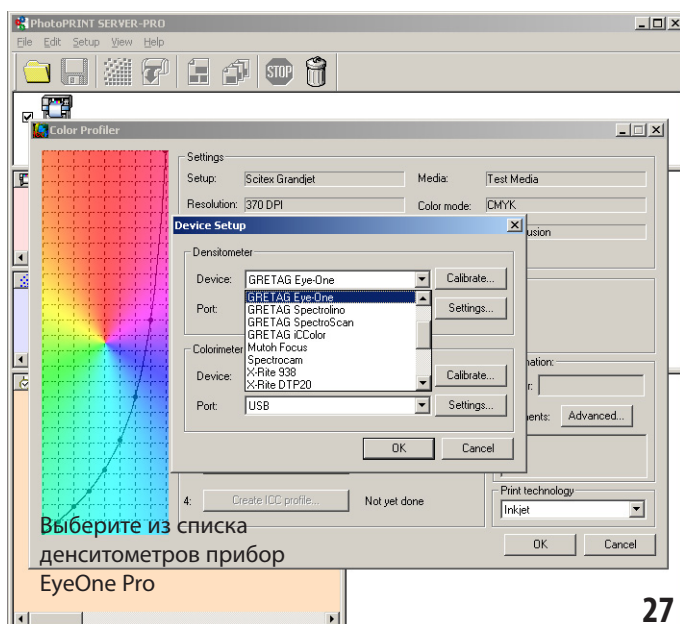 PhotoPRINT SERVER-PRO
File Edit Setup View Help
STOP
Color Profiler
Settings
Setup: Scitex Grandjet Media: Test Media
Resolution: 370 DPI Color mode: CMYK
usion
Device Setup
Densitometer
Device: GRETAG Eye-One Calibrate...
GRETAG Eye-One
Port: GRETAG Spectrolino Settings...
GRETAG SpectroScan
GRETAG iCColor
Colorimeter Mutoh Focus
Spectrocam
Device: X-Rite 938 Calibrate...
X-Rite DTP20
Port: USB Settings...
OK Cancel
mation:
r:
ents: Advanced...
4: Create ICC profile... Not yet done
Print technology
Inkjet
OK Cancel
Выберите из списка
денситометров прибор
EyeOne Pro
27